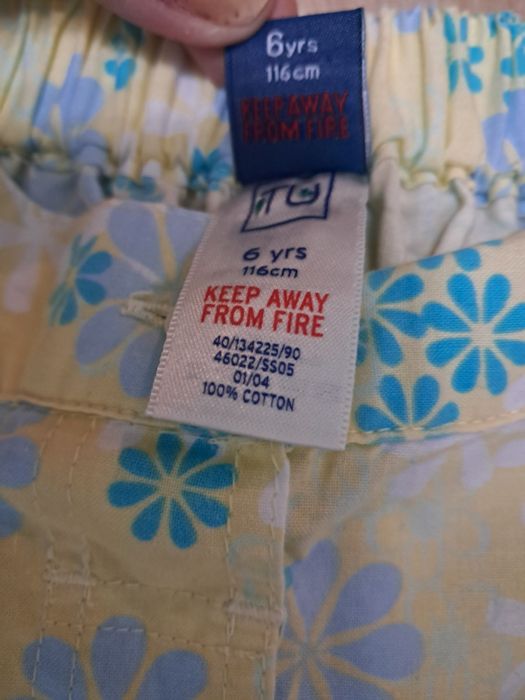 6yrs
116cm
KEEP AWAY
FROM FIRE
TU
6 yrs
116cm
KEEP AWAY
FROM FIRE
40/134225/90
46022/SS05
01/04
100% COTTON